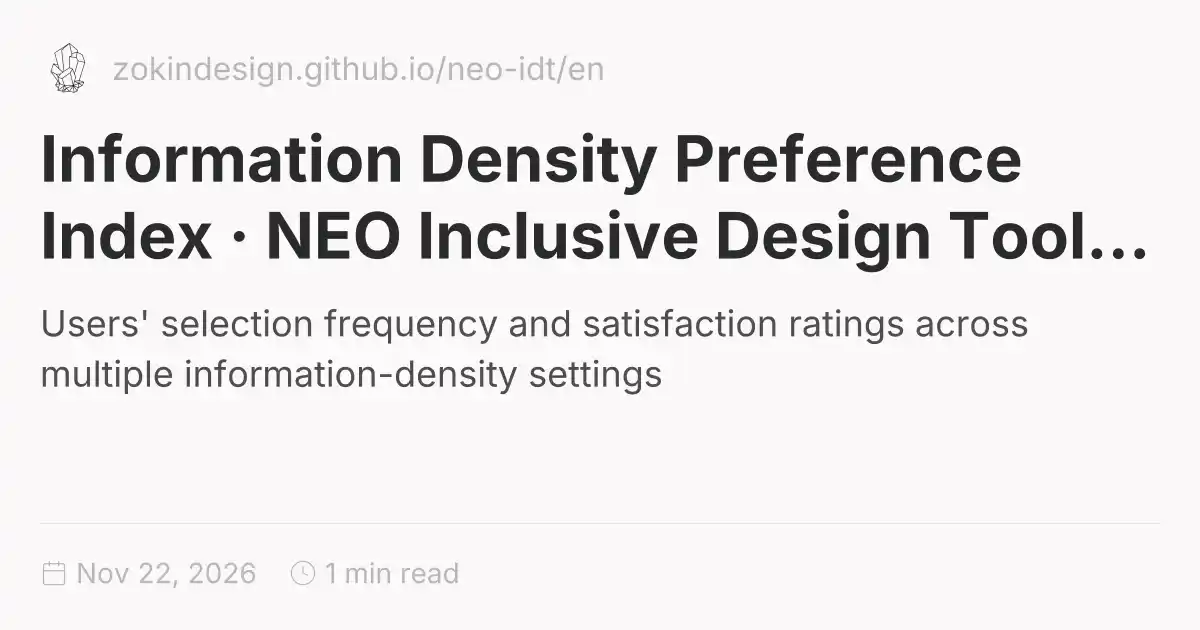 zokindesign.github.io/neo-idt/en
Information Density Preference
Index · NEO Inclusive Design Tool...
Users' selection frequency and satisfaction ratings across
multiple information-density settings
Nov 22, 2026 1 min read